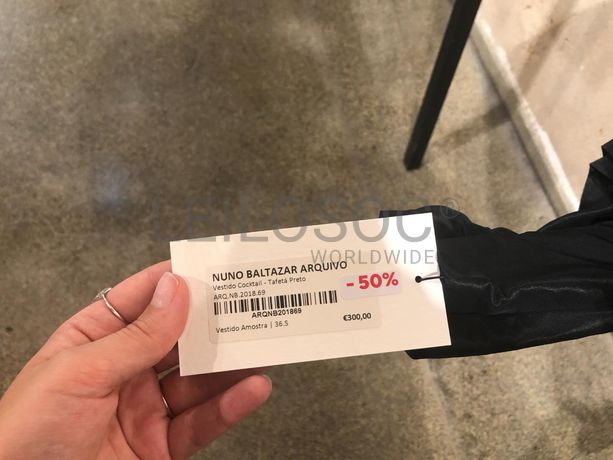 LEILOSOC®
WORLDWIDE
NUNO BALTAZAR ARQUIVO
Vestido Cocktail - Tafetá Preto
ARQ.NB.2018.69
-50%
ARQNB201869
Vestido Amostra | 36.S
€300,00